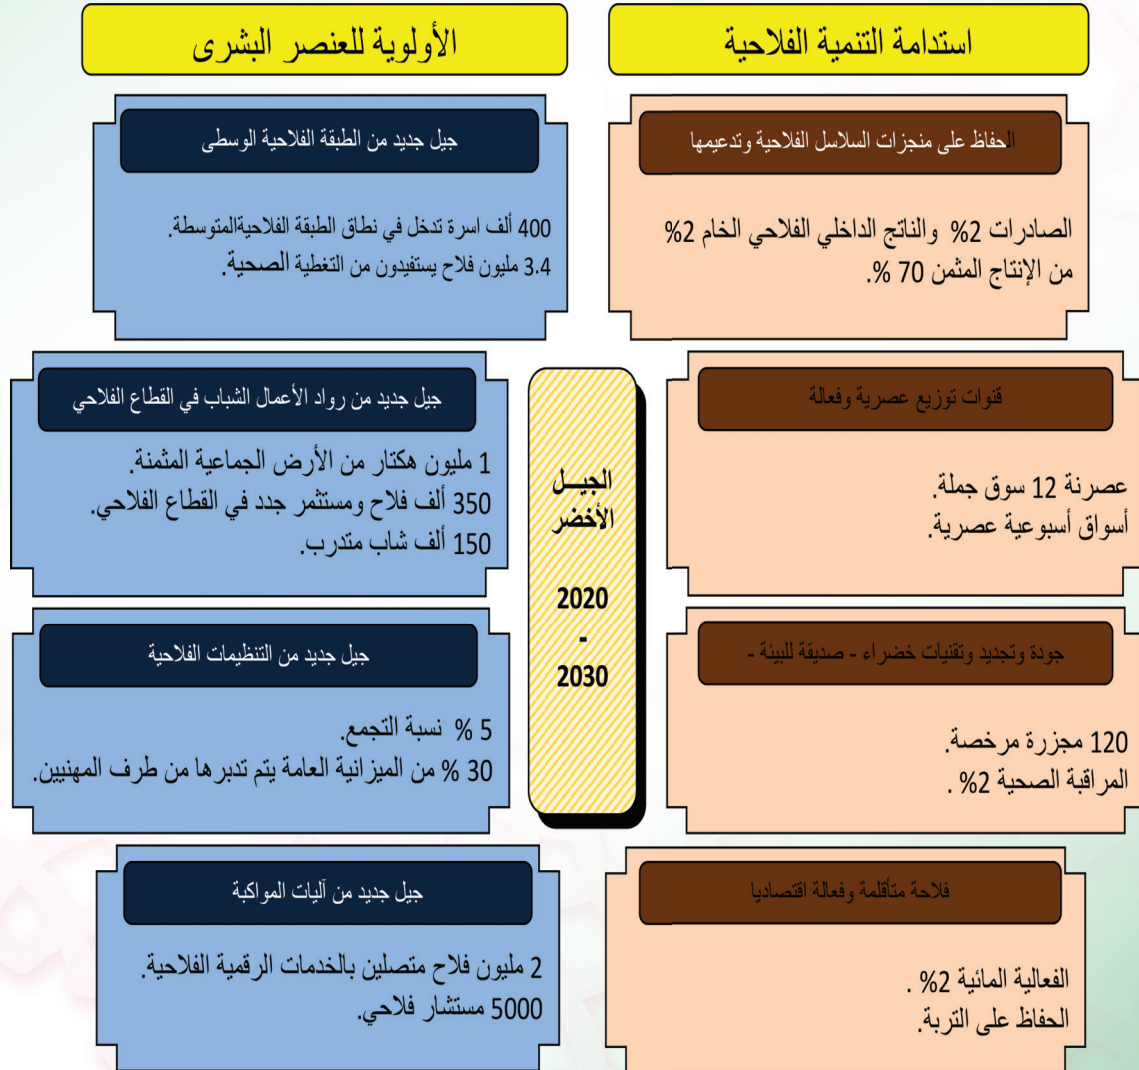 استدامة التنمية الفلاحية
الحفاظ على منجزات السلاسل الفلاحية وتدعيمها
الصادرات 2% والناتج الداخلي الفلاحي الخام 2%
من الإنتاج المثمن 70 %.
قنوات توزيع عصرية وفعالة
عصرنة 12 سوق جملة.
أسواق أسبوعية عصرية.
جودة وتجديد وتقنيات خضراء - صديقة للبيئة -
120 مجزرة مرخصة.
المراقبة الصحية 2% .
فلاحة متأقلمة وفعالة اقتصاديا
الفعالية المائية 2% .
الحفاظ على التربة.
الجيــل
الأخضر
2020
-
2030
الأولوية للعنصر البشرى
جيل جديد من الطبقة الفلاحية الوسطى
400 ألف اسرة تدخل في نطاق الطبقة الفلاحيةالمتوسطة.
3.4 مليون فلاح يستفيدون من التغطية الصحية.
جيل جديد من رواد الأعمال الشباب في القطاع الفلاحي
1 مليون هكتار من الأرض الجماعية المثمنة.
350 ألف فلاح ومستثمر جدد في القطاع الفلاحي.
150 ألف شاب متدرب.
جيل جديد من التنظيمات الفلاحية
5 % نسبة التجمع.
30 % من الميزانية العامة يتم تدبرها من طرف المهنيين.
جيل جديد من آليات المواكبة
2 مليون فلاح متصلين بالخدمات الرقمية الفلاحية.
5000 مستشار فلاحي.